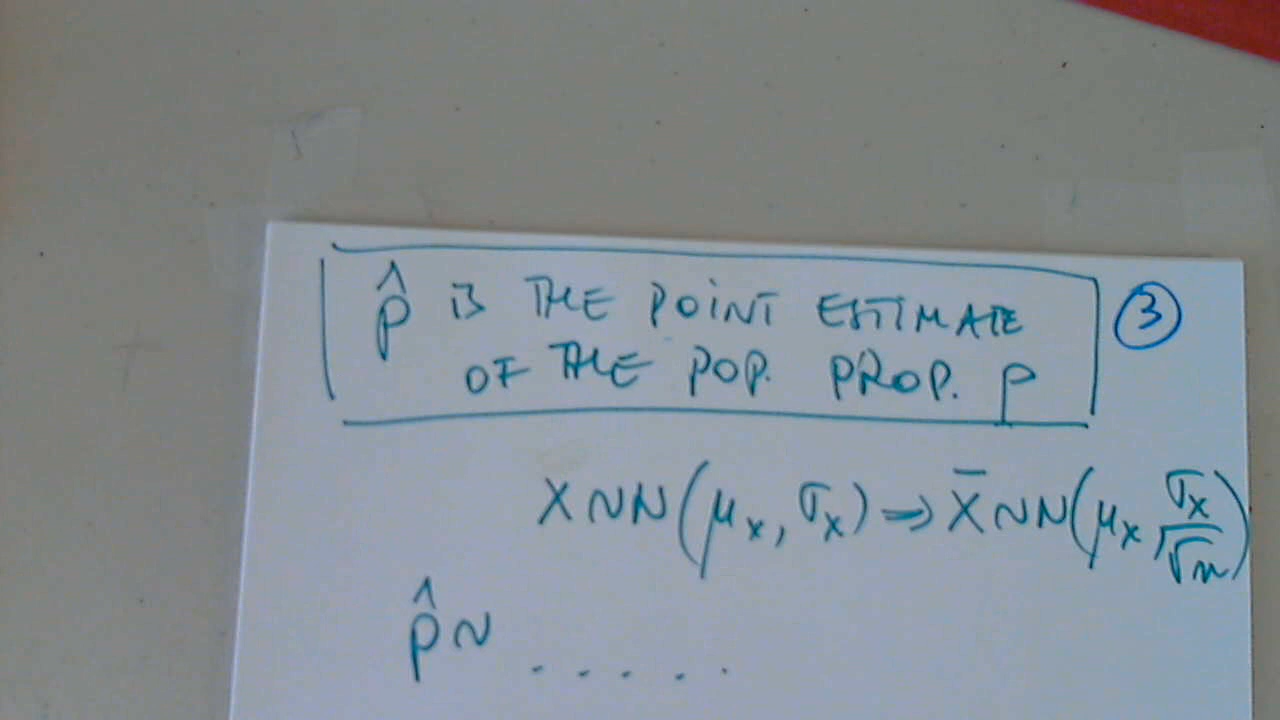 p̂ IS THE POINT ESTIMATE
OF THE POP. PROP. p
③
X ~ N(μₓ, σₓ) ⇒ X̄ ~ N(μₓ, σₓ/√n)
p̂ ~ . . . . .